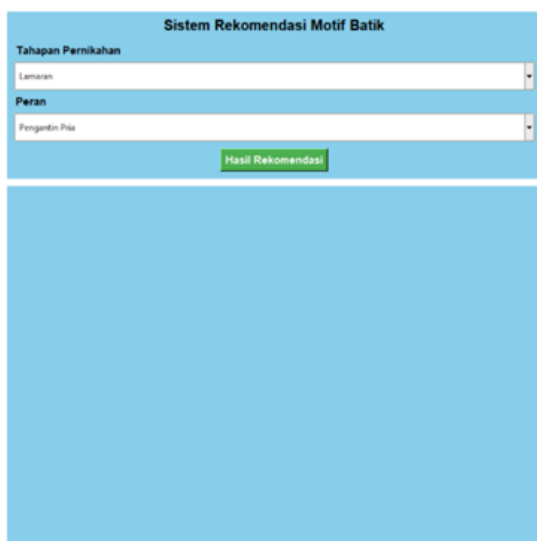 Sistem Rekomendasi Motif Batik
Tahapan Pernikahan
Lamaran
Peran
Pengantin Pria
Hasil Rekomendasi